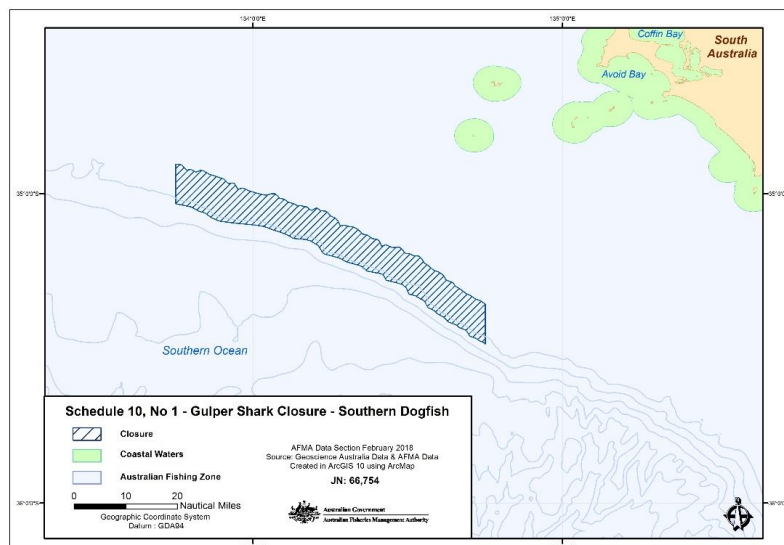 134°0'0"E
135°0'0"E
Coffin Bay
South
Australia
Avoid Bay
35°0'0"S
35°0'0"S
Southern Ocean
Schedule 10, No 1 - Gulper Shark Closure - Southern Dogfish
Closure
Coastal Waters
Australian Fishing Zone
AFMA Data Section February 2018
Source: Geoscience Australia Data & AFMA Data
Created in ArcGIS 10 using ArcMap
JN: 66,754
0 10 20
Nautical Miles
Geographic Coordinate System
Datum : GDA94
Australian Government
Australian Fisheries Management Authority
36°0'0"S
36°0'0"S